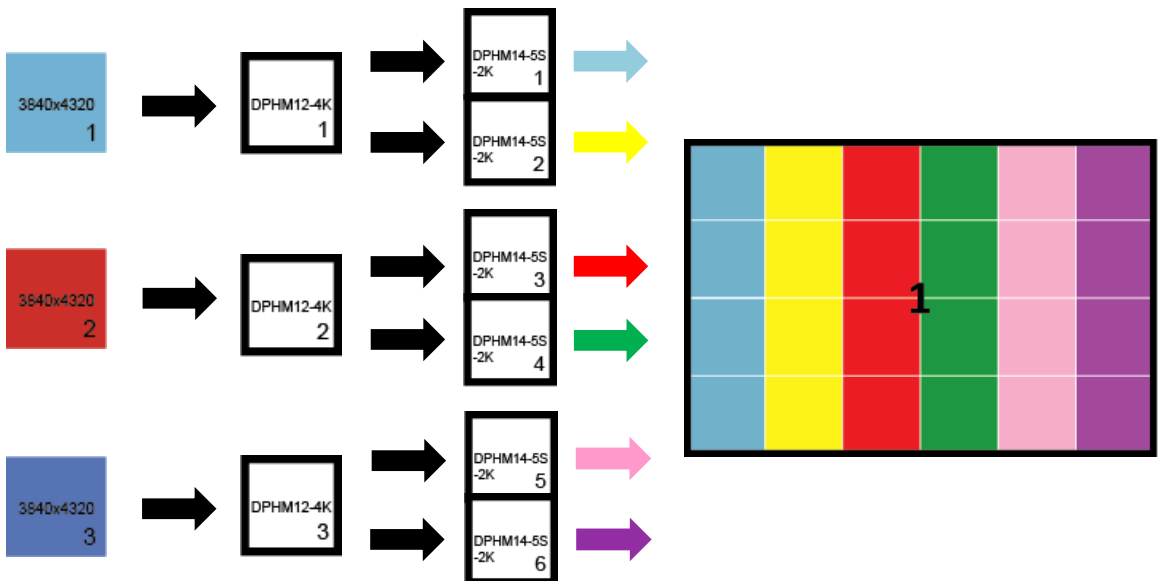 3840x4320
1
DPHM12-4K
1
DPHM14-5S
-2K
1
DPHM14-5S
-2K
2
3840x4320
2
DPHM12-4K
2
DPHM14-5S
-2K
3
DPHM14-5S
-2K
4
3840x4320
3
DPHM12-4K
3
DPHM14-5S
-2K
5
DPHM14-5S
-2K
6
1